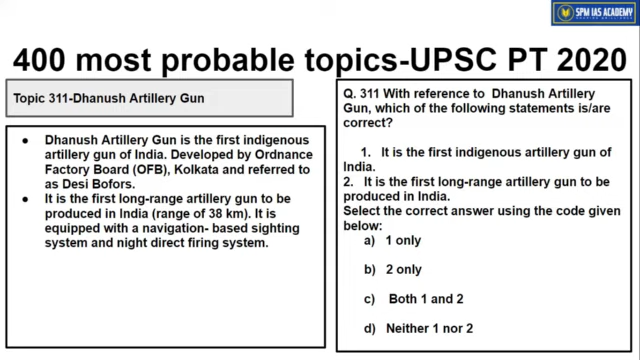 SPM IAS ACADEMY
400 most probable topics-UPSC PT 2020
Topic 311-Dhanush Artillery Gun
● Dhanush Artillery Gun is the first indigenous
artillery gun of India. Developed by Ordnance
Factory Board (OFB), Kolkata and referred to
as Desi Bofors.
● It is the first long-range artillery gun to be
produced in India (range of 38 km). It is
equipped with a navigation- based sighting
system and night direct firing system.
Q. 311 With reference to Dhanush Artillery
Gun, which of the following statements is/are
correct?
1. It is the first indigenous artillery gun of
India.
2. It is the first long-range artillery gun to be
produced in India.
Select the correct answer using the code given
below:
a) 1 only
b) 2 only
c) Both 1 and 2
d) Neither 1 nor 2